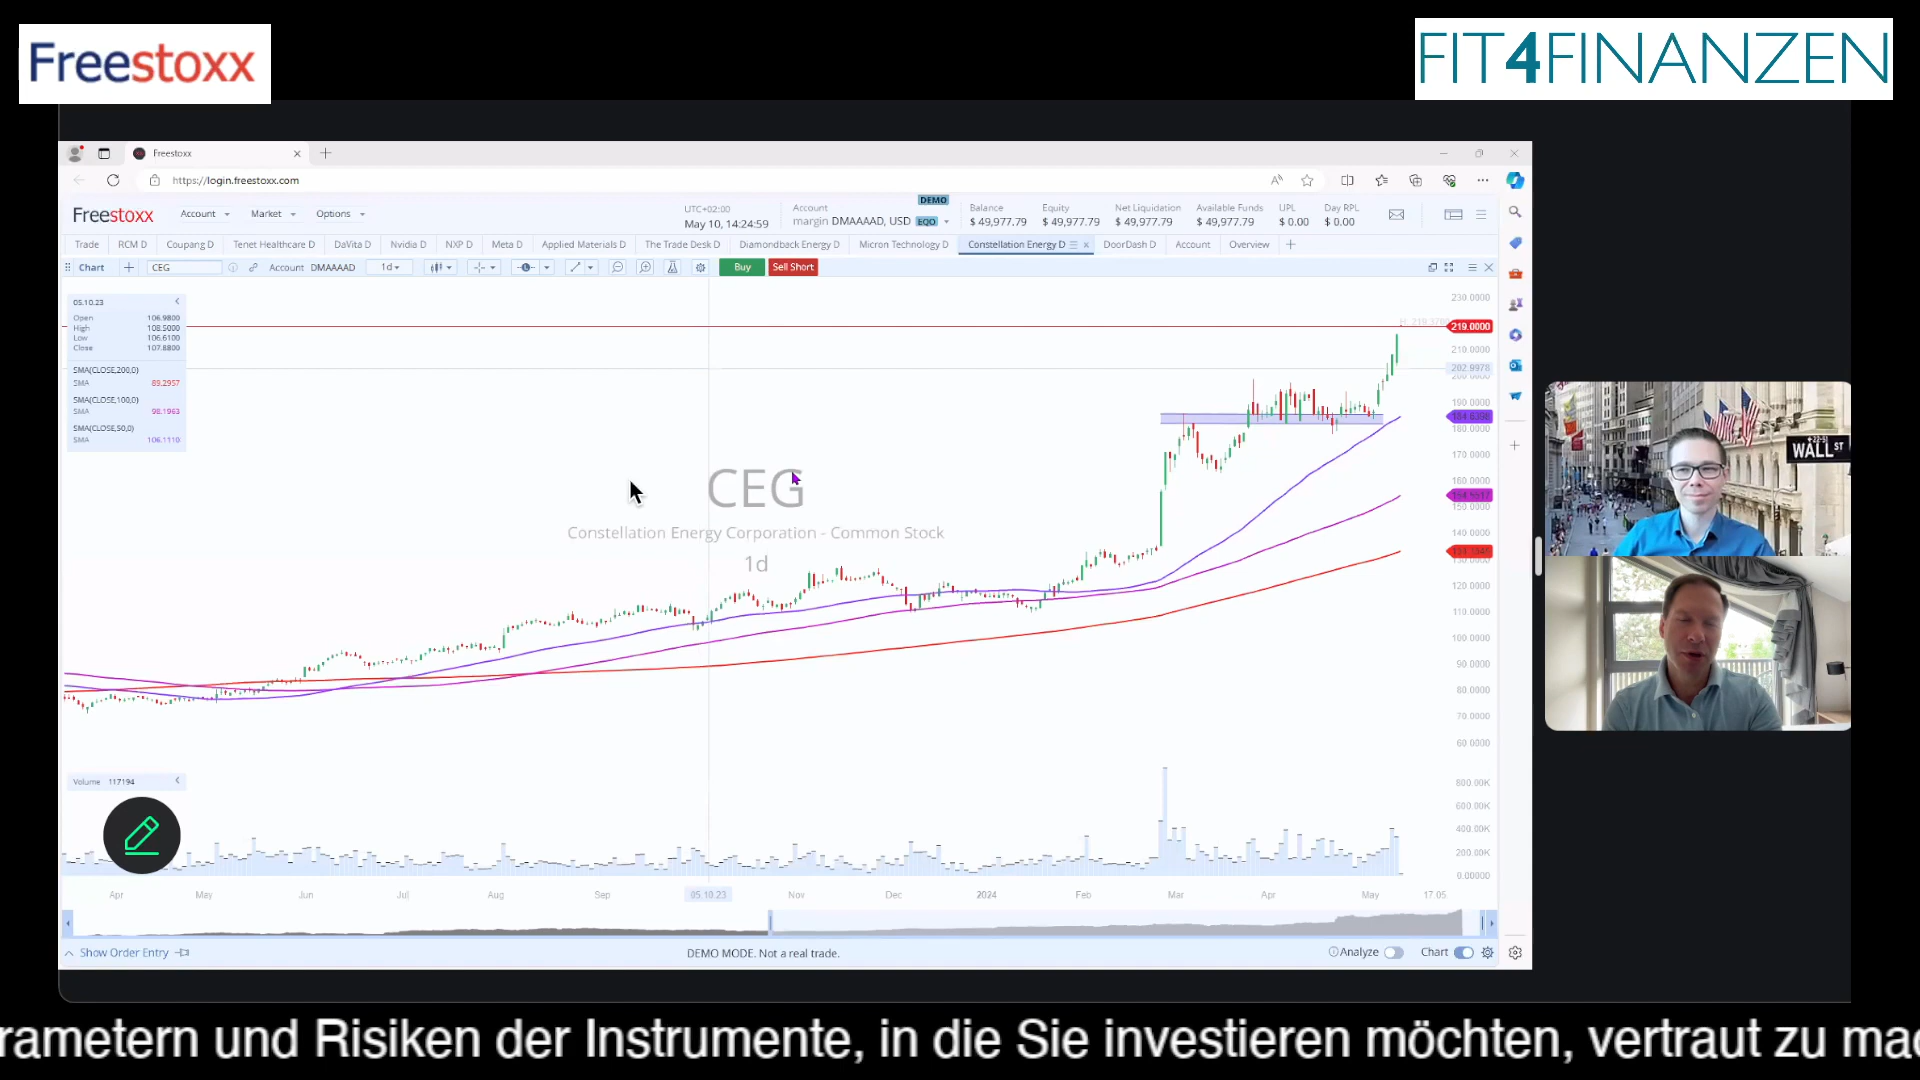 Freestoxx
FIT4FINANZEN
Freestoxx
https://login.freestoxx.com
Freestoxx
Account
Market
Options
UTC+02:00
May 10, 14:24:59
DEMO
Account
margin DMAAAAD, USD EQO
Balance
$ 49,977.79
Equity
$ 49,977.79
Net Liquidation
$ 49,977.79
Available Funds
$ 49,977.79
UPL
$ 0.00
Day RPL
$ 0.00
Trade
RCM D
Coupang D
Tenet Healthcare D
DaVita D
Nvidia D
NXP D
Meta D
Applied Materials D
The Trade Desk D
Diamondback Energy D
Micron Technology D
Constellation Energy D
DoorDash D
Account
Overview
Chart
CEG
Account DMAAAAD
1d
Buy
Sell Short
05.10.23
Open 106.9800
High 108.5000
Low 106.6100
Close 107.8800
SMA(CLOSE,200,0)
SMA 89.2957
SMA(CLOSE,100,0)
SMA 98.1963
SMA(CLOSE,50,0)
SMA 106.1110
CEG
Constellation Energy Corporation - Common Stock
1d
230.0000
219.0000
210.0000
202.9978
190.0000
180.0000
170.0000
160.0000
150.0000
140.0000
120.0000
110.0000
100.0000
90.0000
80.0000
70.0000
60.0000
WALL ST
Volume 117194
800.00K
600.00K
400.00K
200.00K
0.00000
Apr
May
Jun
Jul
Aug
Sep
05.10.23
Nov
Dec
2024
Feb
Mar
Apr
May
17.05
Show Order Entry
DEMO MODE. Not a real trade.
Analyze
Chart
rametern und Risiken der Instrumente, in die Sie investieren möchten, vertraut zu mac